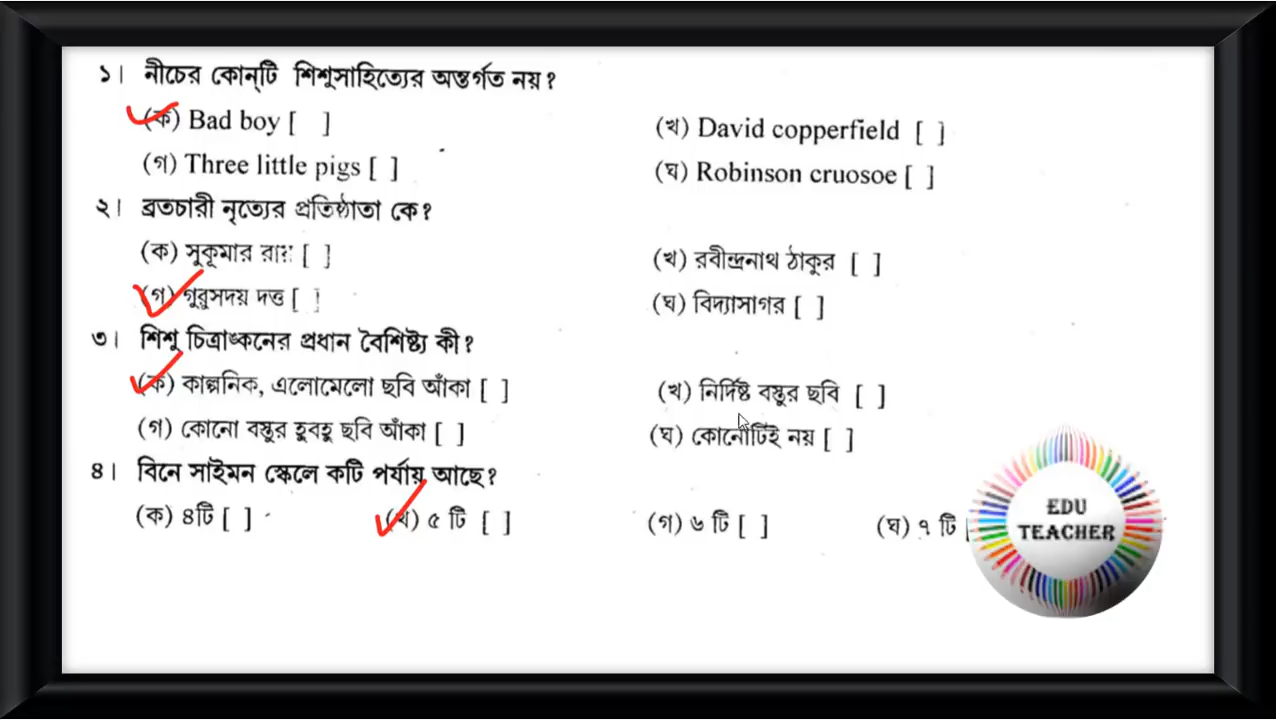 ১। নীচের কোন্‌টি শিশুসাহিত্যের অন্তর্গত নয়?
(ক) Bad boy [ ] (খ) David copperfield [ ]
(গ) Three little pigs [ ] (ঘ) Robinson cruosoe [ ]
২। ব্রতচারী নৃত্যের প্রতিষ্ঠাতা কে?
(ক) সুকূমার রায় [ ] (খ) রবীন্দ্রনাথ ঠাকুর [ ]
(গ) গুরুসদয় দত্ত [ ] (ঘ) বিদ্যাসাগর [ ]
৩। শিশু চিত্রাঙ্কনের প্রধান বৈশিষ্ট্য কী?
(ক) কাল্পনিক, এলোমেলো ছবি আঁকা [ ] (খ) নির্দিষ্ট বস্তুর ছবি [ ]
(গ) কোনো বস্তুর হুবহু ছবি আঁকা [ ] (ঘ) কোনোটিই নয় [ ]
৪। বিনে সাইমন স্কেলে কটি পর্যায় আছে?
(ক) ৪টি [ ] (খ) ৫ টি [ ] (গ) ৬ টি [ ] (ঘ) ৭ টি [
EDU
TEACHER